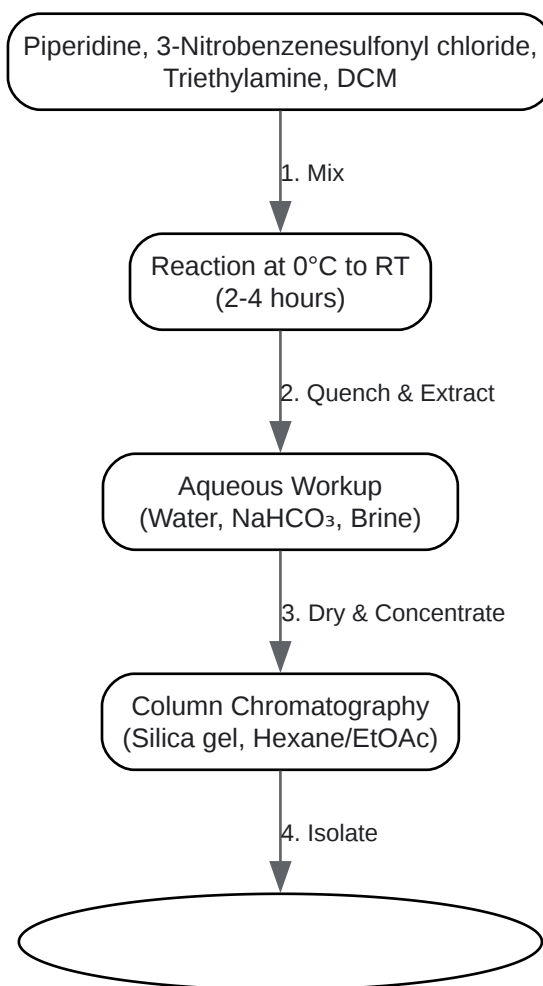 Piperidine, 3-Nitrobenzenesulfonyl chloride,
Triethylamine, DCM
1. Mix
Reaction at 0°C to RT
(2-4 hours)
2. Quench & Extract
Aqueous Workup
(Water, NaHCO₃, Brine)
3. Dry & Concentrate
Column Chromatography
(Silica gel, Hexane/EtOAc)
4. Isolate